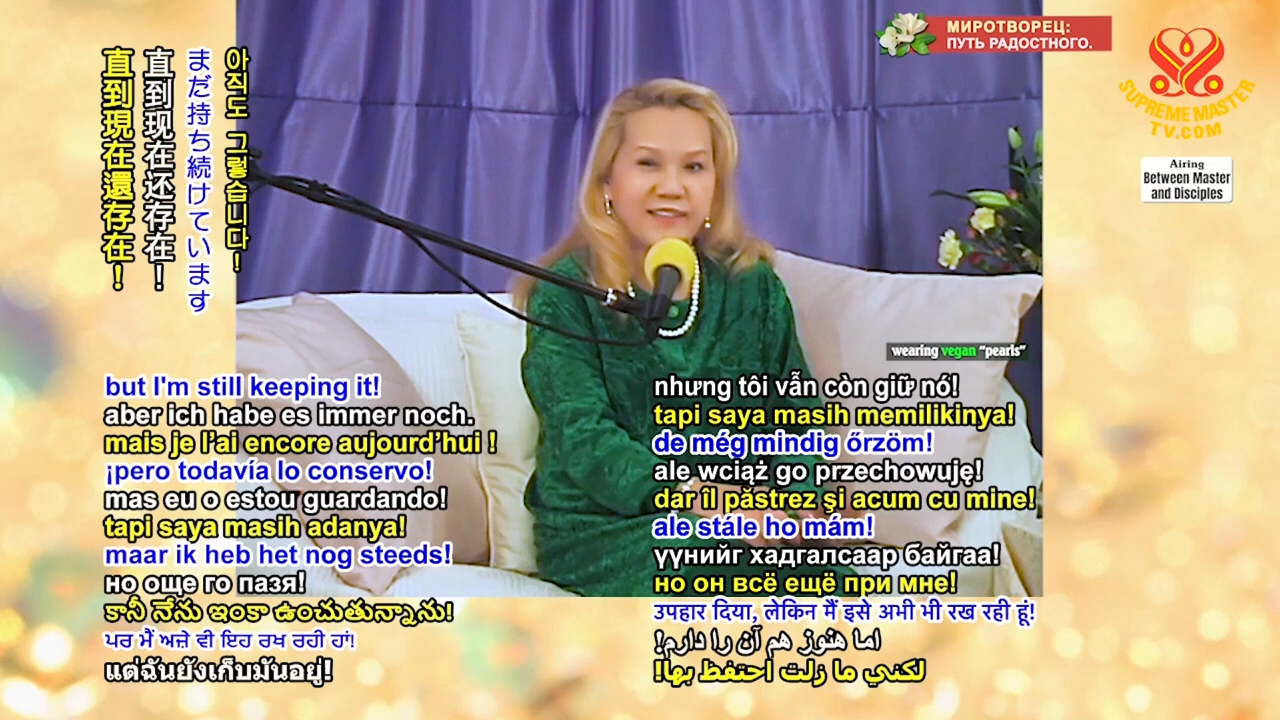 МИРОТВОРЕЦ:
ПУТЬ РАДОСТНОГО.
SUPREME MASTER
TV.COM
Airing
Between Master
and Disciples
아직도 그렇습니다!
まだ持ち続けています
直到现在还存在!
直到現在還存在!
wearing vegan “pearls”
but I'm still keeping it!
aber ich habe es immer noch.
mais je l’ai encore aujourd’hui !
¡pero todavía lo conservo!
mas eu o estou guardando!
tapi saya masih adanya!
maar ik heb het nog steeds!
но още го пазя!
కానీ నేను ఇంకా ఉంచుతున్నాను!
ਪਰ ਮੈਂ ਅਜ਼ੇ ਵੀ ਇਹ ਰਖ ਰਹੀ ਹਾਂ!
แต่ฉันยังเก็บมันอยู่!
nhưng tôi vẫn còn giữ nó!
tapi saya masih memilikinya!
de még mindig őrzöm!
ale wciąż go przechowuję!
dar îl păstrez şi acum cu mine!
ale stále ho mám!
үүнийг хадгалсаар байгаа!
но он всё ещё при мне!
उपहार दिया, लेकिन मैं इसे अभी भी रख रही हूं!
اما هنوز هم آن را دارم!
لكنني ما زلت احتفظ بها!